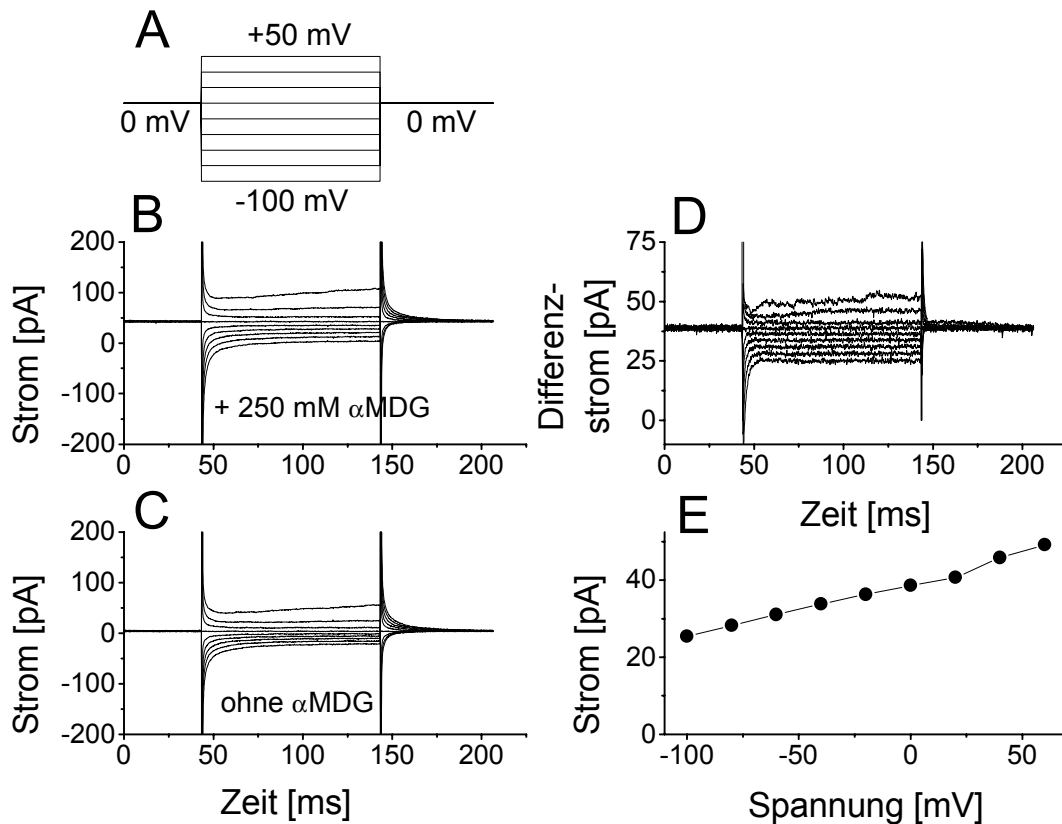 A
+50 mV
0 mV
0 mV
-100 mV
B
200
100
0
-100
-200
Strom [pA]
+ 250 mM αMDG
0
50
100
150
200
D
75
50
25
0
Differenz-
strom [pA]
0
50
100
150
200
Zeit [ms]
C
200
100
0
-100
-200
Strom [pA]
ohne αMDG
0
50
100
150
200
Zeit [ms]
E
40
20
0
Strom [pA]
-100
-50
0
50
Spannung [mV]